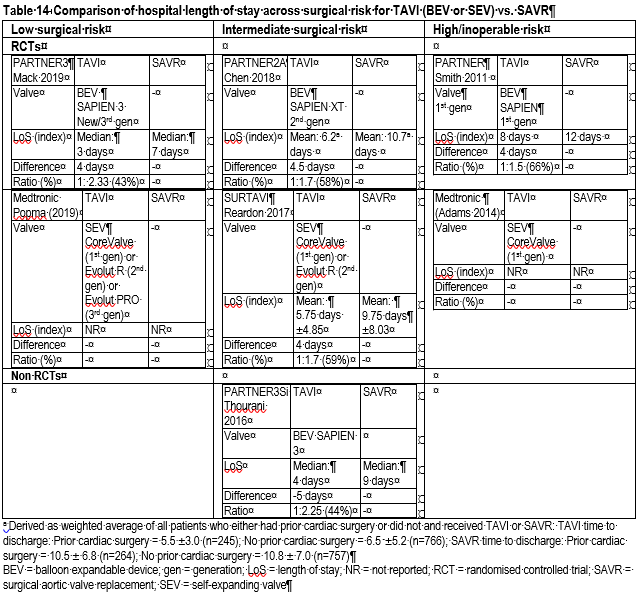 Table 14 Comparison of hospital length of stay across surgical risk for TAVI (BEV or SEV) vs. SAVR¶
Low surgical risk¤ Intermediate surgical risk¤ High/inoperable risk¤
RCTs¤ ¤ ¤
PARTNER3¶ TAVI¤ SAVR¤
Mack 2019¤
Valve¤ BEV·¶ -¤
SAPIEN·3·
New/3rd·gen¤
LoS·(index)¤ Median:¶ Median:¶
3·days¤ 7·days¤
Difference¤ 4·days¤ -¤
Ratio·(%)¤ 1:·2.33·(43%)¤ -¤
PARTNER2A TAVI¤ SAVR¤
Chen·2018¤
Valve¤ BEV¶ -¤
SAPIEN·XT·
2nd·gen¤
LoS·(index)¤ Mean:·6.2a· Mean:·10.7a·
days·¤ days·¤
Difference¤ 4.5·days¤ -¤
Ratio·(%)¤ 1:1.7·(58%)¤ -¤
PARTNER¶ TAVI¤ SAVR¤
Smith·2011¤
Valve¶ BEV¶ -¤
1st·gen¤ SAPIEN¶
1st·gen¤
LoS·(index)¤ 8·days¤ 12·days¤
Difference¤ 4·days¤ -¤
Ratio·(%)¤ 1:1.5·(66%)¤ -¤
Medtronic· TAVI¤ SAVR¤
Popma·(2019)¤
Valve¤ SEV¶ -¤
CoreValve·
(1st·gen)·or·
Evolut·R·(2nd·
gen)·or·
Evolut·PRO·
(3rd·gen)¤
LoS·(index)¤ NR¤ NR¤
Difference¤ -¤ -¤
Ratio·(%)¤ -¤ -¤
SURTAVI¶ TAVI¤ SAVR¤
Reardon·2017¤
Valve¤ SEV¶ -¤
CoreValve·
(1st·gen)·or·
Evolut·R·(2nd·
gen)¤
LoS·(index)¤ Mean:·¶ Mean:·¶
5.75·days· 9.75·days¶
±4.85¤ ±8.03¤
Difference¤ 4·days¤ -¤
Ratio·(%)¤ 1:1.7·(59%)¤ -¤
Medtronic·¶ TAVI¤ SAVR¤
(Adams·2014)¤
Valve¤ SEV¶ -¤
CoreValve·
(1st·gen)¤
LoS·(index)¤ NR¤ NR¤
Difference¤ -¤ -¤
Ratio·(%)¤ -¤ -¤
Non-RCTs¤ ¤ ¤
¤ ¤
PARTNER3Si TAVI¤ SAVR¤
Thourani·
2016¤
Valve¤ BEV·SAPIEN· ¤
3¤
LoS¤ Median:¶ Median:¶
4·days¤ 9·days¤
Difference¤ -5·days¤ -¤
Ratio¤ 1:2.25·(44%)¤ -¤
a·Derived·as·weighted·average·of·all·patients·who·either·had·prior·cardiac·surgery·or·did·not·and·received·TAVI·or·SAVR:·TAVI·time·to·
discharge:·Prior·cardiac·surgery·=·5.5·±3.0·(n=245);·No·prior·cardiac·surgery·=·6.5·±5.2·(n=766);·SAVR·time·to·discharge:·Prior·cardiac·
surgery·=·10.5·±·6.8·(n=264);·No·prior·cardiac·surgery·=·10.8·±·7.0·(n=757)¶
BEV·=·balloon·expandable·device;·gen·=·generation;·LoS·=·length·of·stay;·NR·=·not·reported;·RCT·=·randomised·controlled·trial;·SAVR·=·
surgical·aortic·valve·replacement;·SEV·=·self-expanding·valve¶